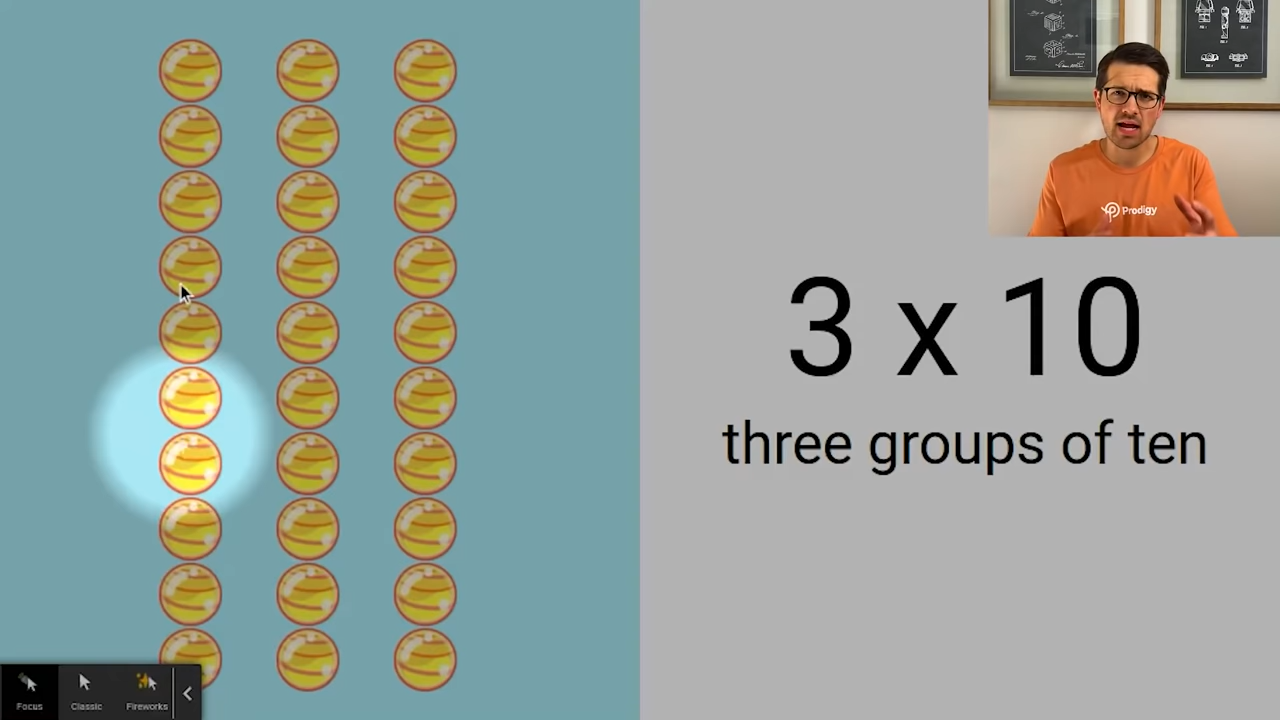 Prodigy
3 x 10
three groups of ten
Focus
Classic
Fireworks